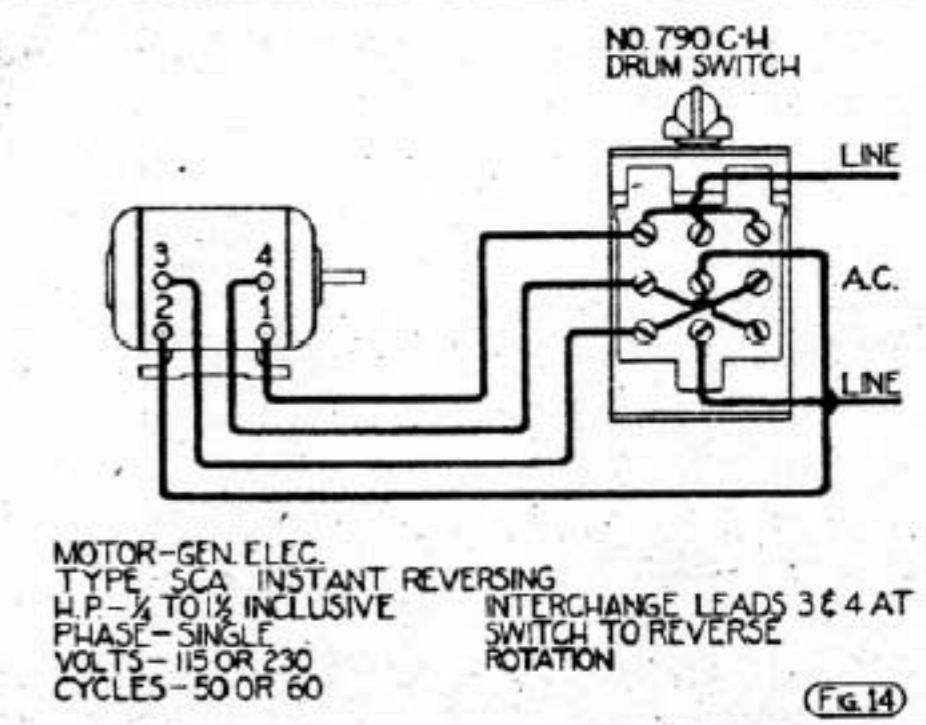 NO. 790 C-H
DRUM SWITCH
LINE
3
4
A.C.
2
1
LINE
MOTOR-GEN. ELEC.
TYPE SCA INSTANT REVERSING
H.P.-¼ TO 1½ INCLUSIVE
PHASE-SINGLE
VOLTS-115 OR 230
CYCLES-50 OR 60
INTERCHANGE LEADS 3 & 4 AT
SWITCH TO REVERSE
ROTATION
FIG. 14